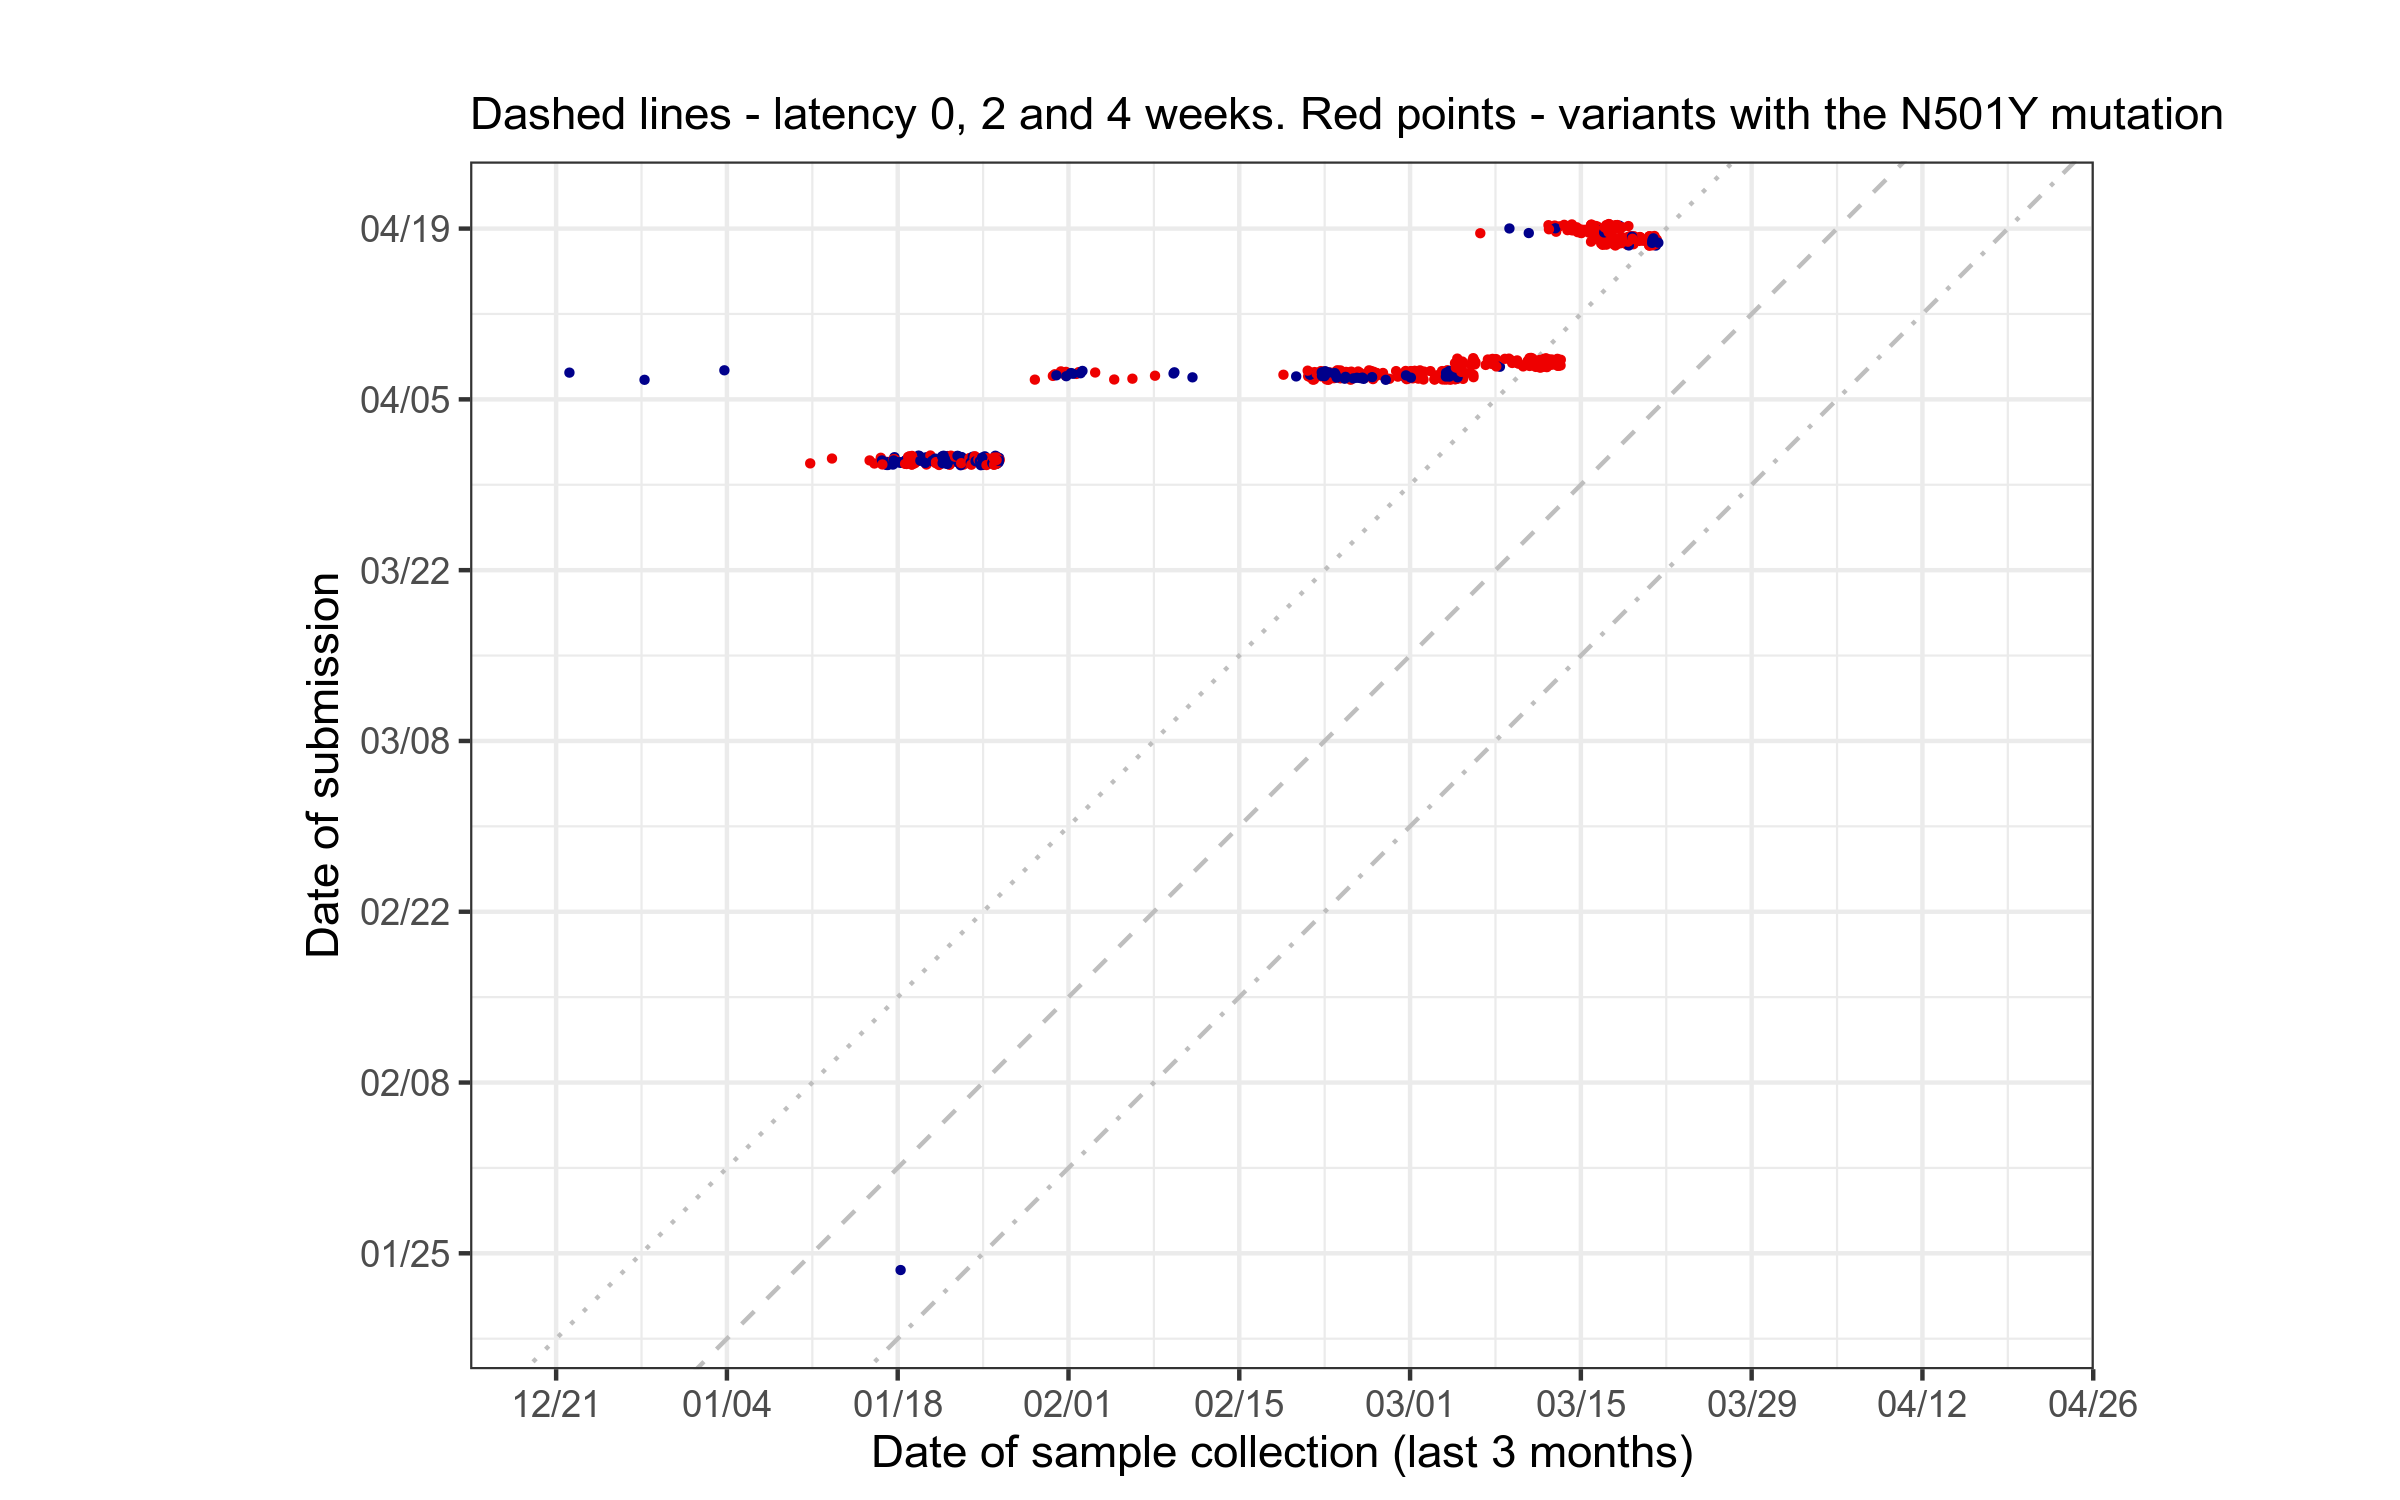 Dashed lines - latency 0, 2 and 4 weeks. Red points - variants with the N501Y mutation
Date of submission
04/19
04/05
03/22
03/08
02/22
02/08
01/25
12/21 01/04 01/18 02/01 02/15 03/01 03/15 03/29 04/12 04/26
Date of sample collection (last 3 months)